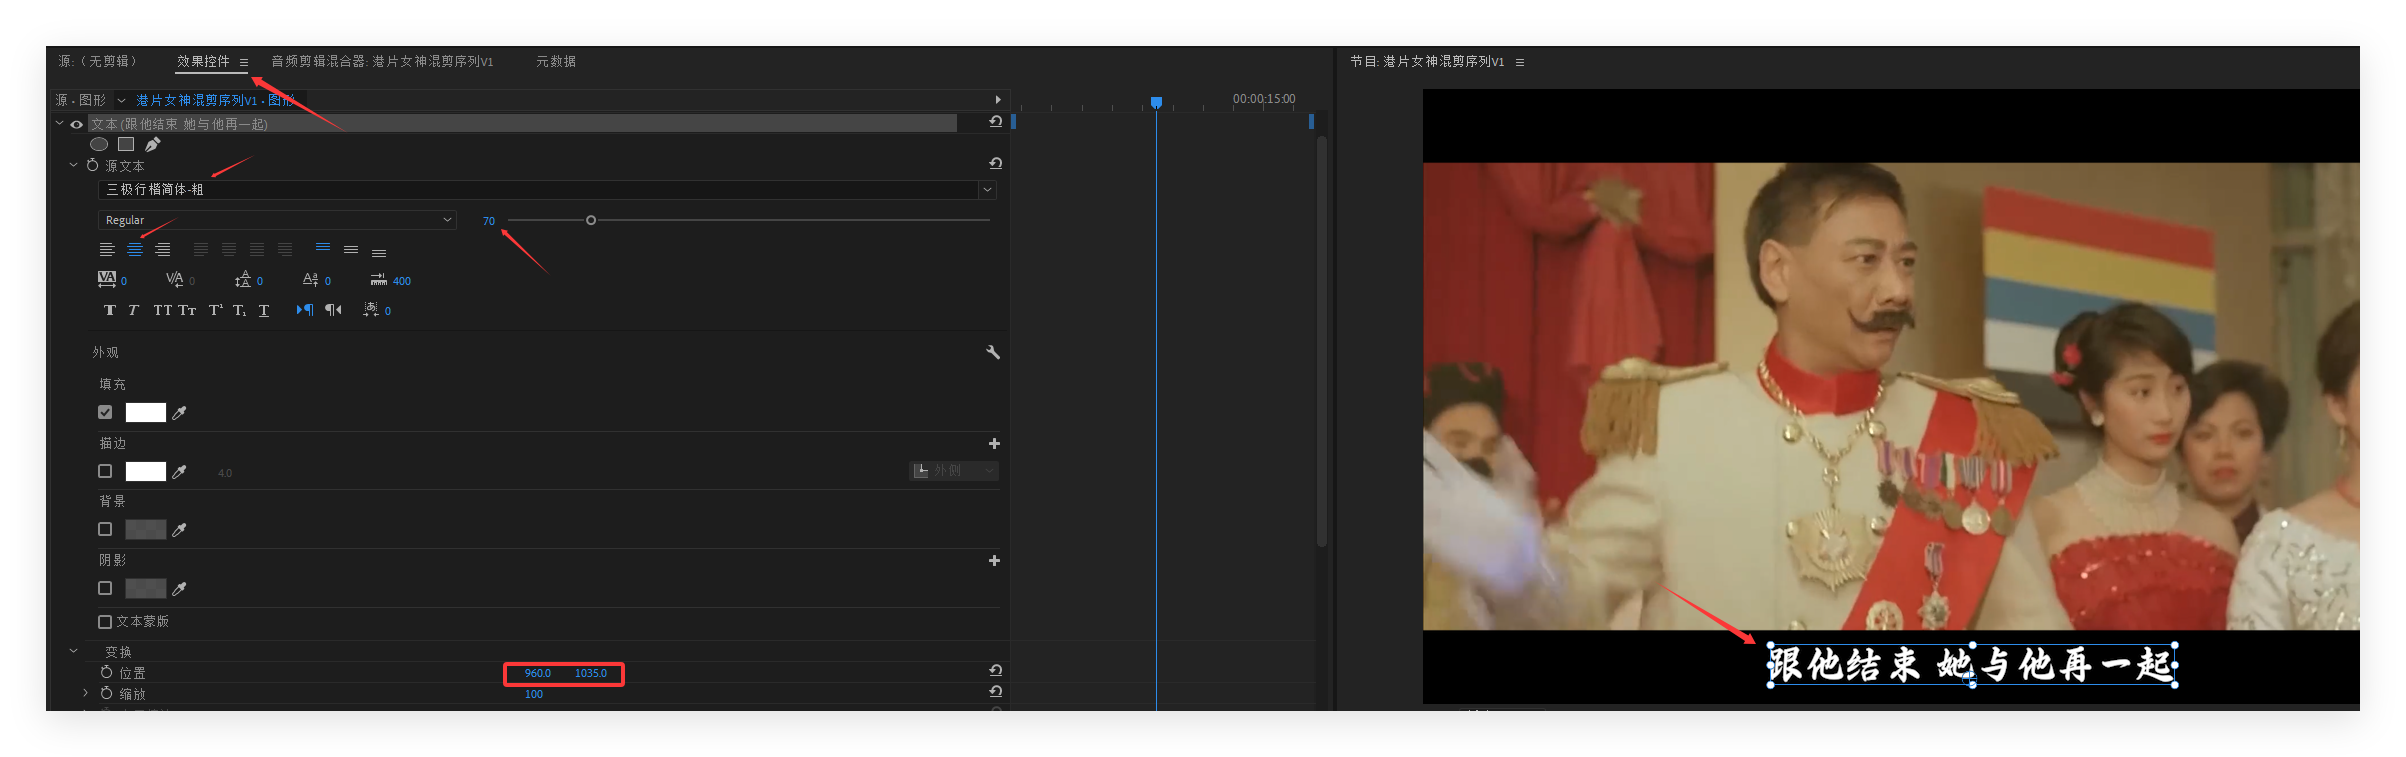 源:（无剪辑） 效果控件 音频剪辑混合器: 港片女神混剪序列V1 元数据
源 · 图形 港片女神混剪序列V1 · 图形
00:00:15:00
文本(跟他结束 她与他再一起)
源文本
三极行楷简体-粗
Regular 70
VA 0 V/A 0 A 0 Aa 0 400
T T TT Tт T¹ T₁ T ¶ ¶ 0
外观
填充
描边
4.0 外侧
背景
阴影
文本蒙版
变换
位置 960.0 1035.0
缩放 100
节目: 港片女神混剪序列V1
跟他结束 她与他再一起